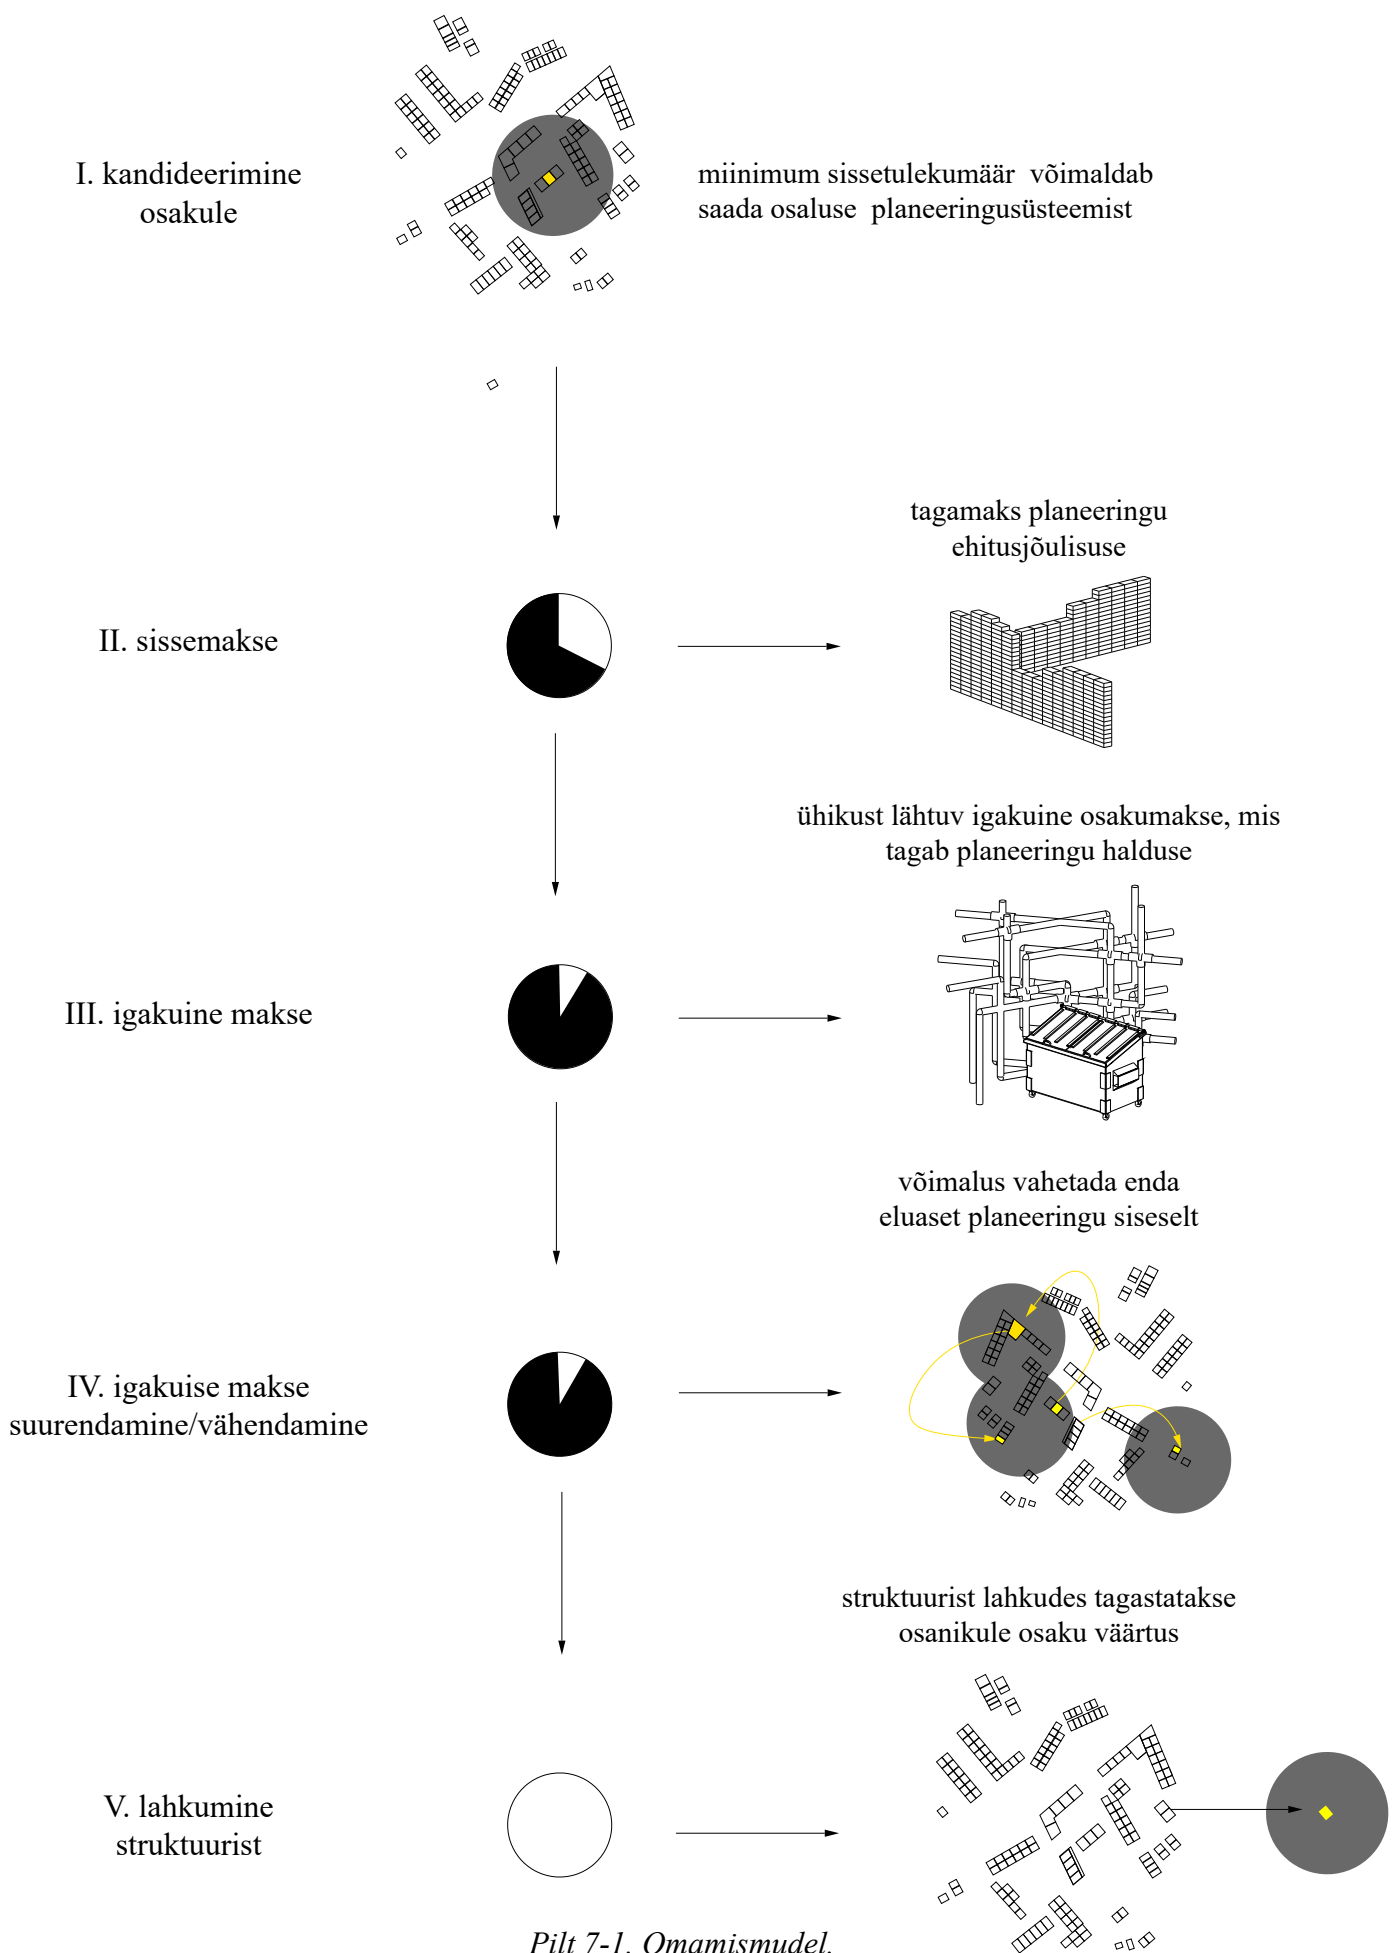 I. kandideerimine
osakule
miinimum sissetulekumäär võimaldab
saada osaluse planeeringusüsteemist
tagamaks planeeringu
ehitusjõulisuse
II. sissemakse
ühikust lähtuv igakuine osakumakse, mis
tagab planeeringu halduse
III. igakuine makse
võimalus vahetada enda
eluaset planeeringu siseselt
IV. igakuise makse
suurendamine/vähendamine
struktuurist lahkudes tagastatakse
osanikule osaku väärtus
V. lahkumine
struktuurist
Pilt 7-1. Omamismudel.